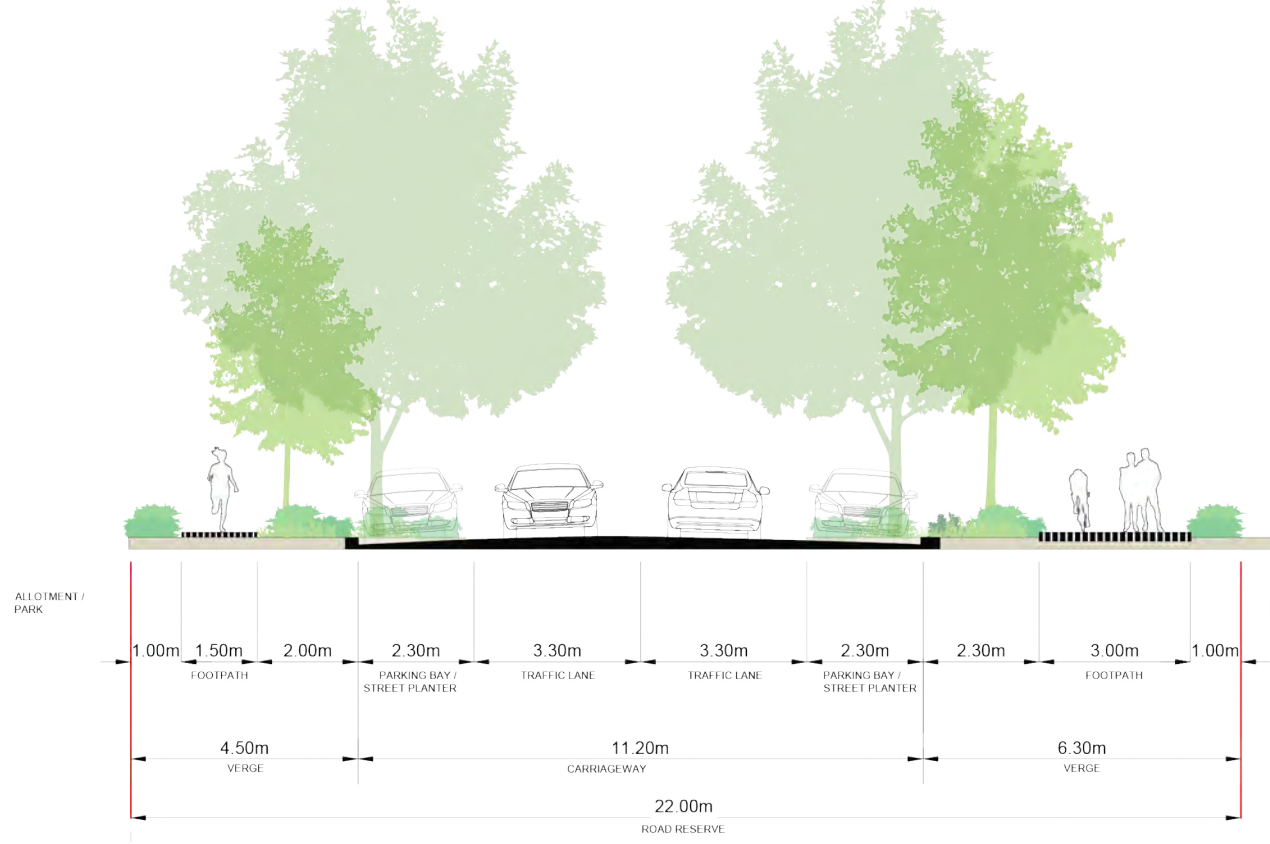 ALLOTMENT /
PARK
1.00m 1.50m 2.00m 2.30m 3.30m 3.30m 2.30m 2.30m 3.00m 1.00m
FOOTPATH PARKING BAY / TRAFFIC LANE TRAFFIC LANE PARKING BAY / FOOTPATH
STREET PLANTER STREET PLANTER
4.50m 11.20m 6.30m
VERGE CARRIAGEWAY VERGE
22.00m
ROAD RESERVE